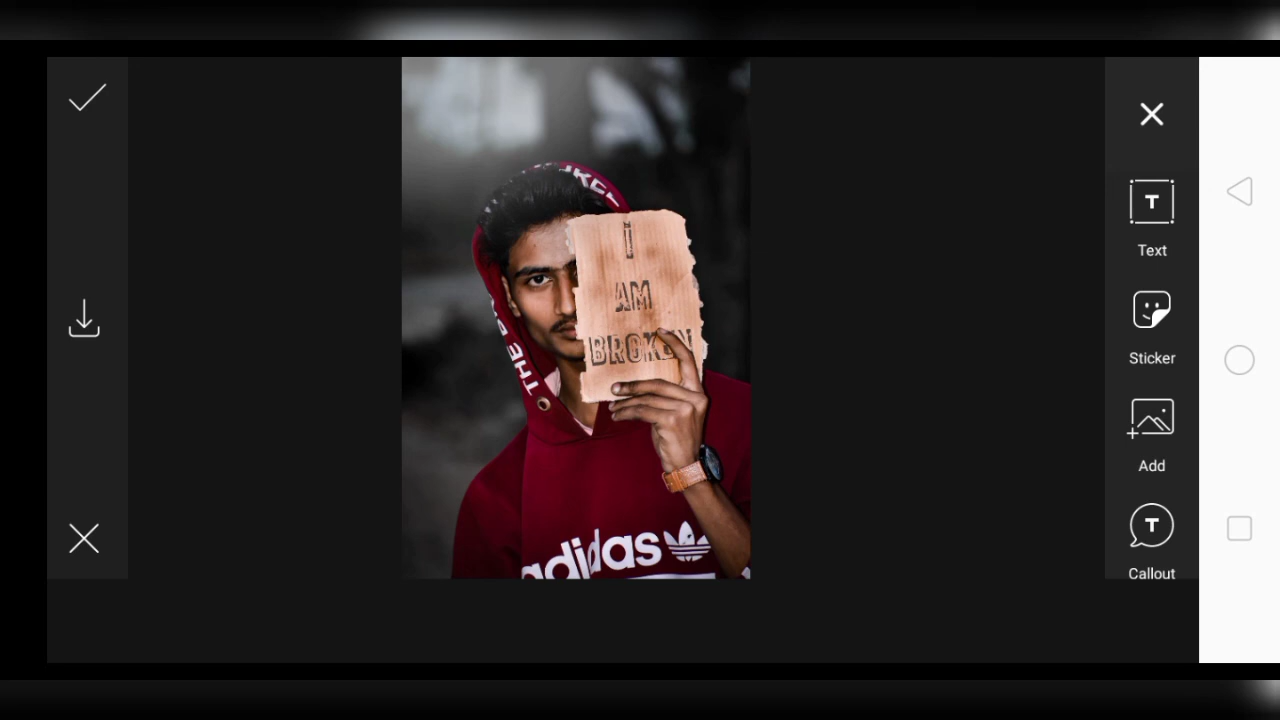 I
AM
BROKEN
THE B
adidas
T
Text
Sticker
Add
T
Callout